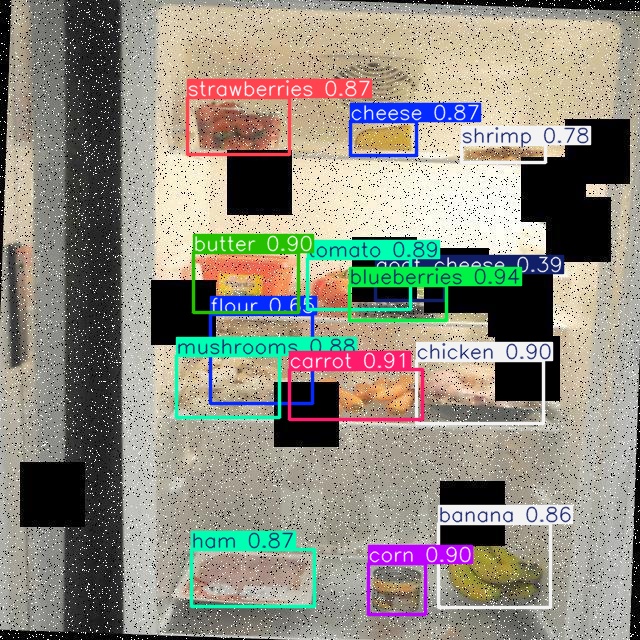 strawberries 0.87
cheese 0.87
shrimp 0.78
butter 0.90
tomato 0.89
goat cheese 0.39
blueberries 0.94
flour 0.65
mushrooms 0.88
chicken 0.90
carrot 0.91
banana 0.86
ham 0.87
corn 0.90